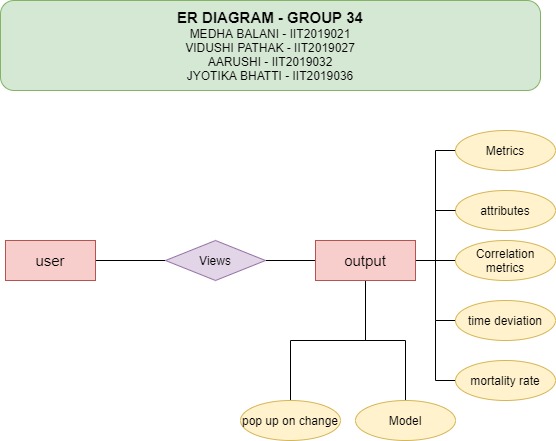 ER DIAGRAM - GROUP 34
MEDHA BALANI - IIT2019021
VIDUSHI PATHAK - IIT2019027
AARUSHI - IIT2019032
JYOTIKA BHATTI - IIT2019036
Metrics
attributes
user
Views
output
Correlation
metrics
time deviation
mortality rate
pop up on change
Model